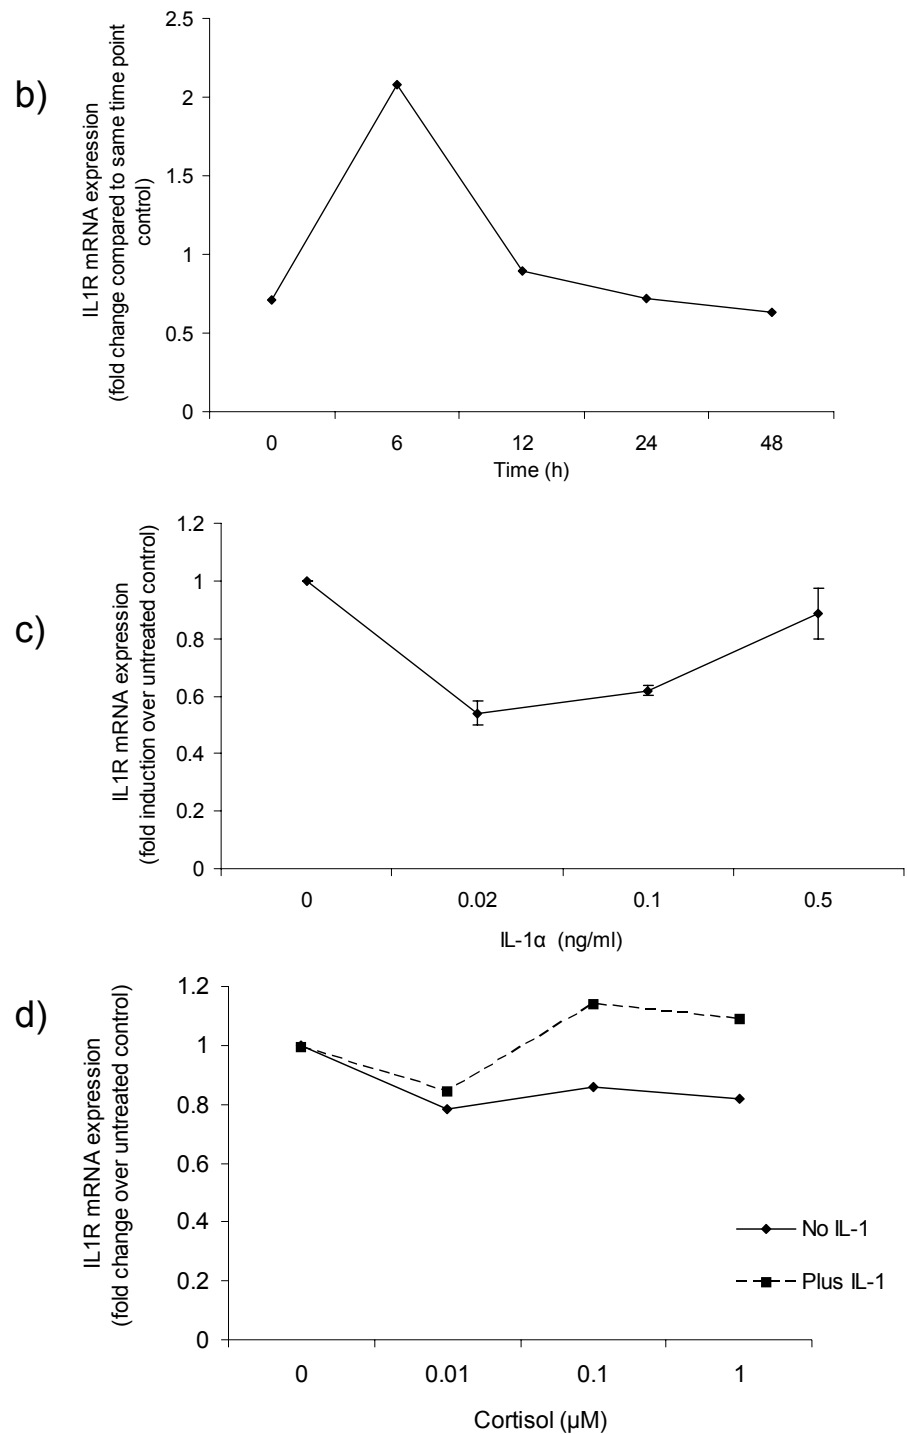 b)
IL1R mRNA expression
(fold change compared to same time point
control)
2.5
2
1.5
1
0.5
0
0 6 12 24 48
Time (h)
c)
IL1R mRNA expression
(fold induction over untreated control)
1.2
1
0.8
0.6
0.4
0.2
0
0 0.02 0.1 0.5
IL-1α (ng/ml)
d)
IL1R mRNA expression
(fold change over untreated control)
1.2
1
0.8
0.6
0.4
0.2
0
No IL-1
Plus IL-1
0 0.01 0.1 1
Cortisol (µM)